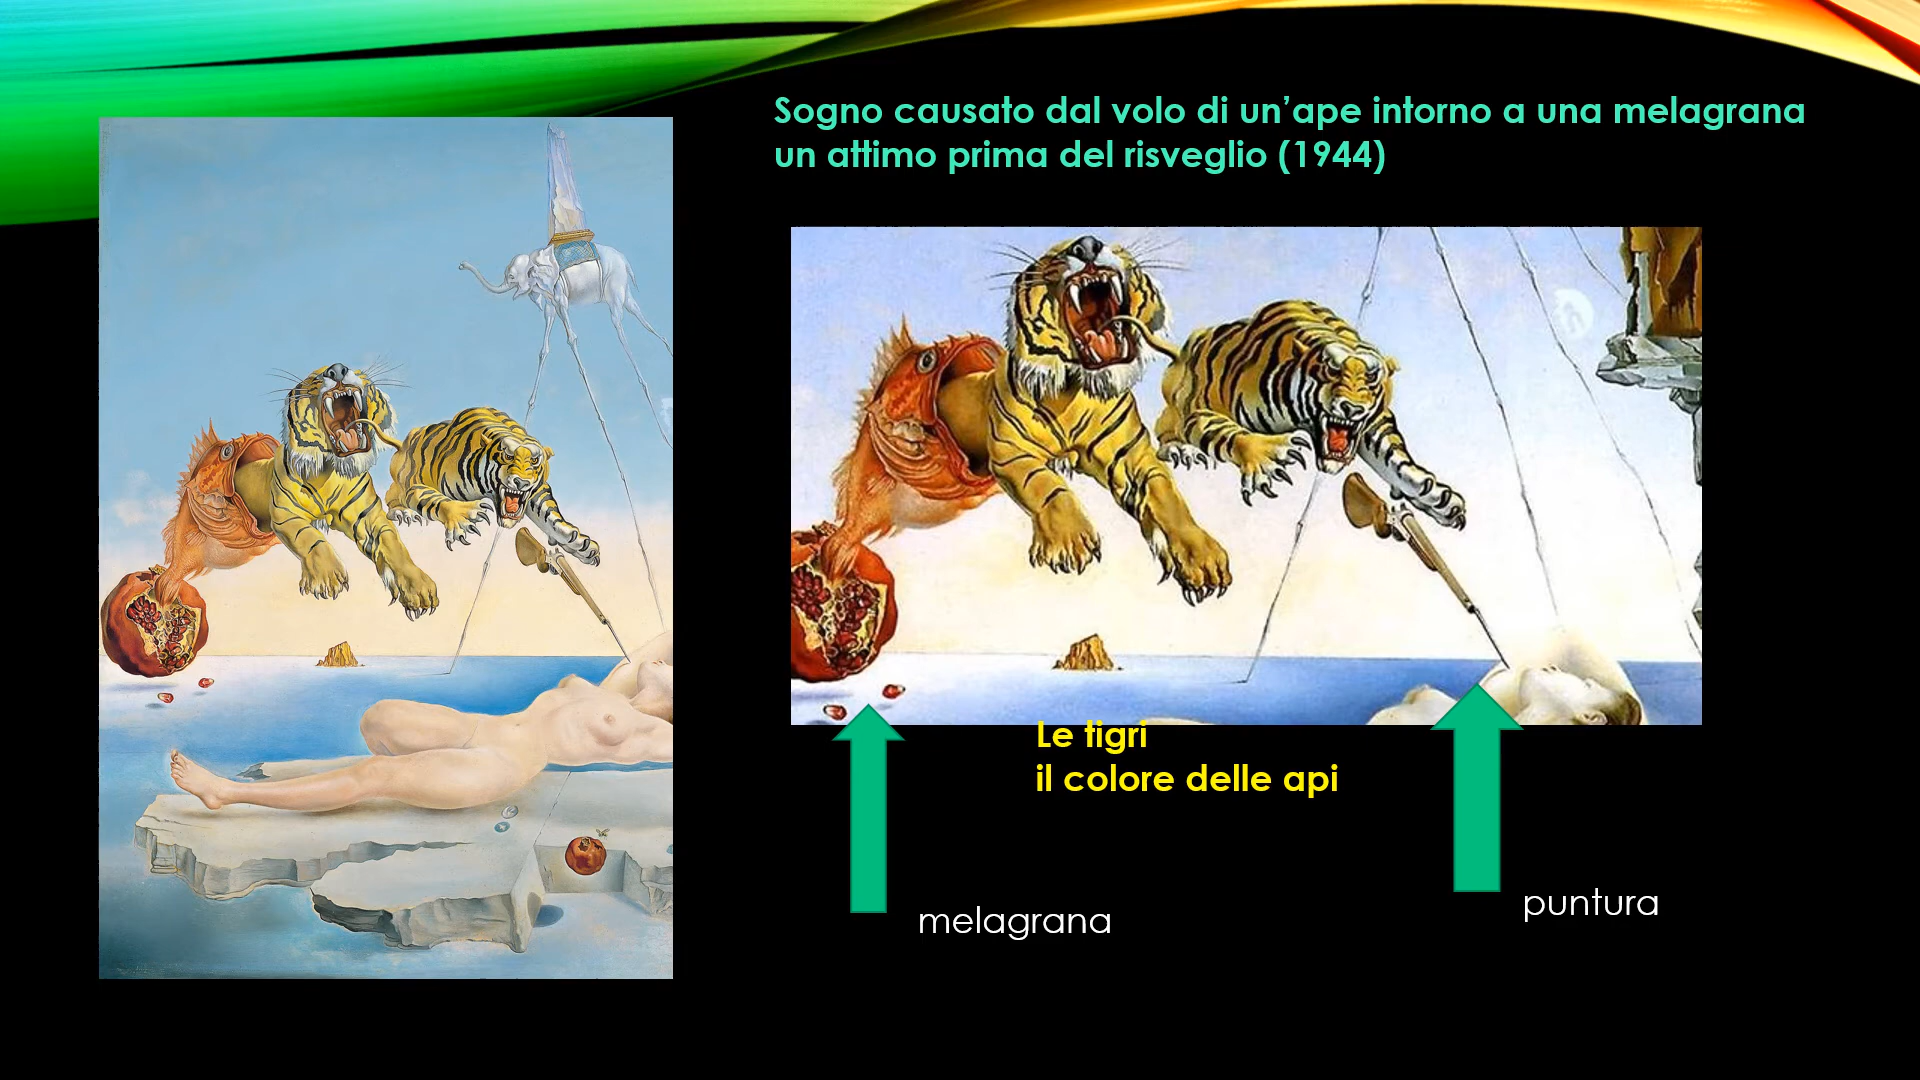 Sogno causato dal volo di un’ape intorno a una melagrana
un attimo prima del risveglio (1944)
Le tigri
il colore delle api
melagrana
puntura